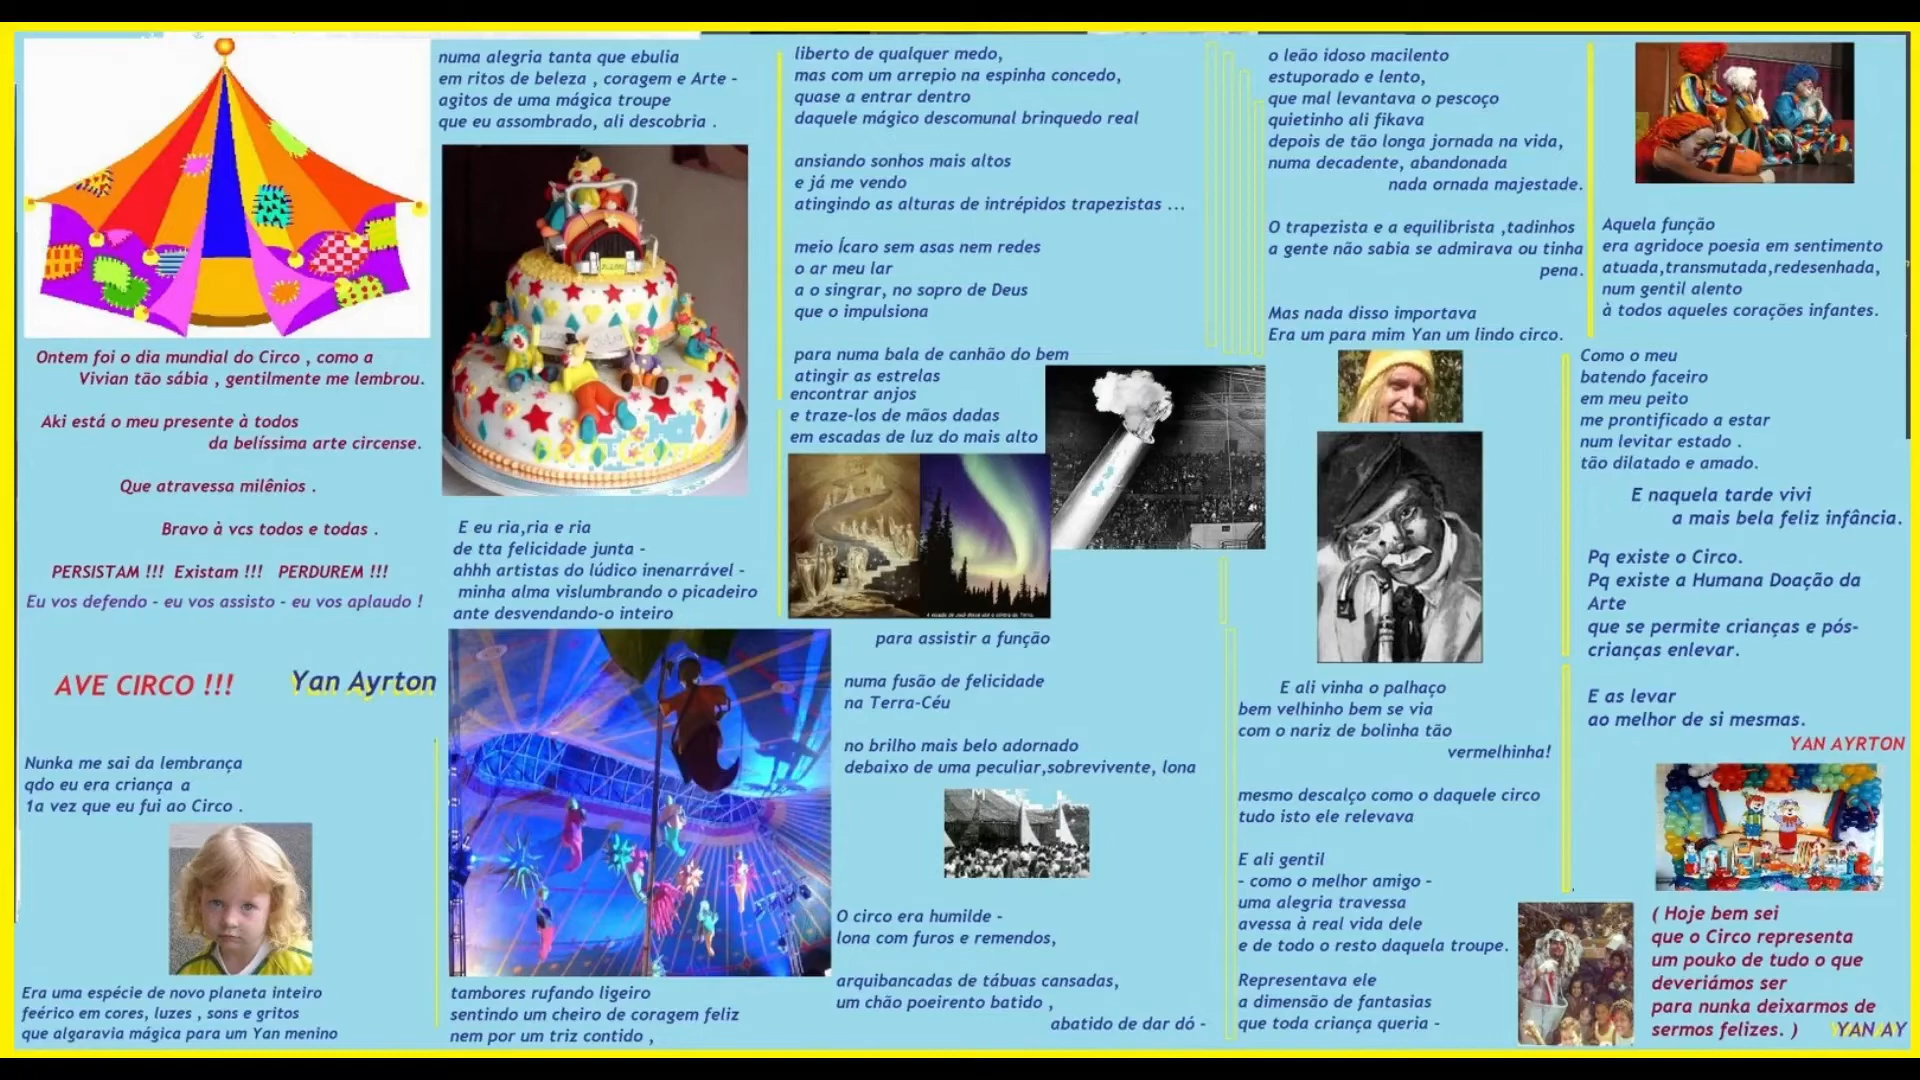 Ontem foi o dia mundial do Circo , como a
Vivian tão sábia , gentilmente me lembrou.
Aki está o meu presente à todos
da belíssima arte circense.
Que atravessa milênios .
Bravo à vcs todos e todas .
PERSISTAM !!! Existam !!! PERDUREM !!!
Eu vos defendo - eu vos assisto - eu vos aplaudo !
AVE CIRCO !!! Yan Ayrton
Nunka me sai da lembrança
qdo eu era criança a
1a vez que eu fui ao Circo .
Era uma espécie de novo planeta inteiro
feérico em cores, luzes , sons e gritos
que algaravia mágica para um Yan menino
numa alegria tanta que ebulia
em ritos de beleza , coragem e Arte -
agitos de uma mágica troupe
que eu assombrado, ali descobria .
E eu ria,ria e ria
de tta felicidade junta -
ahhh artistas do lúdico inenarrável -
minha alma vislumbrando o picadeiro
ante desvendando-o inteiro
tambores rufando ligeiro
sentindo um cheiro de coragem feliz
nem por um triz contido ,
liberto de qualquer medo,
mas com um arrepio na espinha concedo,
quase a entrar dentro
daquele mágico descomunal brinquedo real
ansiando sonhos mais altos
e já me vendo
atingindo as alturas de intrépidos trapezistas ...
meio Ícaro sem asas nem redes
o ar meu lar
a o singrar, no sopro de Deus
que o impulsiona
para numa bala de canhão do bem
atingir as estrelas
encontrar anjos
e traze-los de mãos dadas
em escadas de luz do mais alto
para assistir a função
numa fusão de felicidade
na Terra-Céu
no brilho mais belo adornado
debaixo de uma peculiar,sobrevivente, lona
O circo era humilde -
lona com furos e remendos,
arquibancadas de tábuas cansadas,
um chão poeirento batido ,
abatido de dar dó -
o leão idoso macilento
estuporado e lento,
que mal levantava o pescoço
quietinho ali fikava
depois de tão longa jornada na vida,
numa decadente, abandonada
nada ornada majestade.
O trapezista e a equilibrista ,tadinhos
a gente não sabia se admirava ou tinha
pena.
Mas nada disso importava
Era um para mim Yan um lindo circo.
E ali vinha o palhaço
bem velhinho bem se via
com o nariz de bolinha tão
vermelhinha!
mesmo descalço como o daquele circo
tudo isto ele relevava
E ali gentil
- como o melhor amigo -
uma alegria travessa
avessa à real vida dele
e de todo o resto daquela troupe.
Representava ele
a dimensão de fantasias
que toda criança queria -
Aquela função
era agridoce poesia em sentimento
atuada,transmutada,redesenhada,
num gentil alento
à todos aqueles corações infantes.
Como o meu
batendo faceiro
em meu peito
me prontificado a estar
num levitar estado .
tão dilatado e amado.
E naquela tarde vivi
a mais bela feliz infância.
Pq existe o Circo.
Pq existe a Humana Doação da
Arte
que se permite crianças e pós-
crianças enlevar.
E as levar
ao melhor de si mesmas.
YAN AYRTON
( Hoje bem sei
que o Circo representa
um pouko de tudo o que
deveriámos ser
para nunka deixarmos de
sermos felizes. ) YAN AY